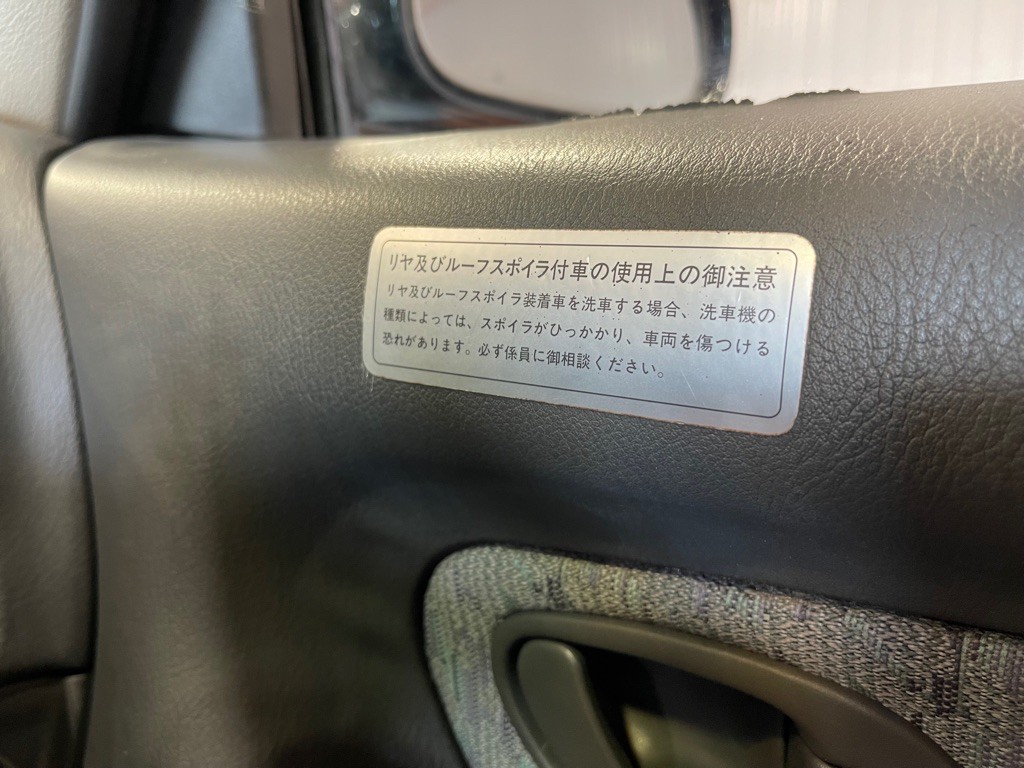 リヤ及びルーフスポイラ付車の使用上の御注意
リヤ及びルーフスポイラ装着車を洗車する場合、洗車機の
種類によっては、スポイラがひっかかり、車両を傷つける
恐れがあります。必ず係員に御相談ください。